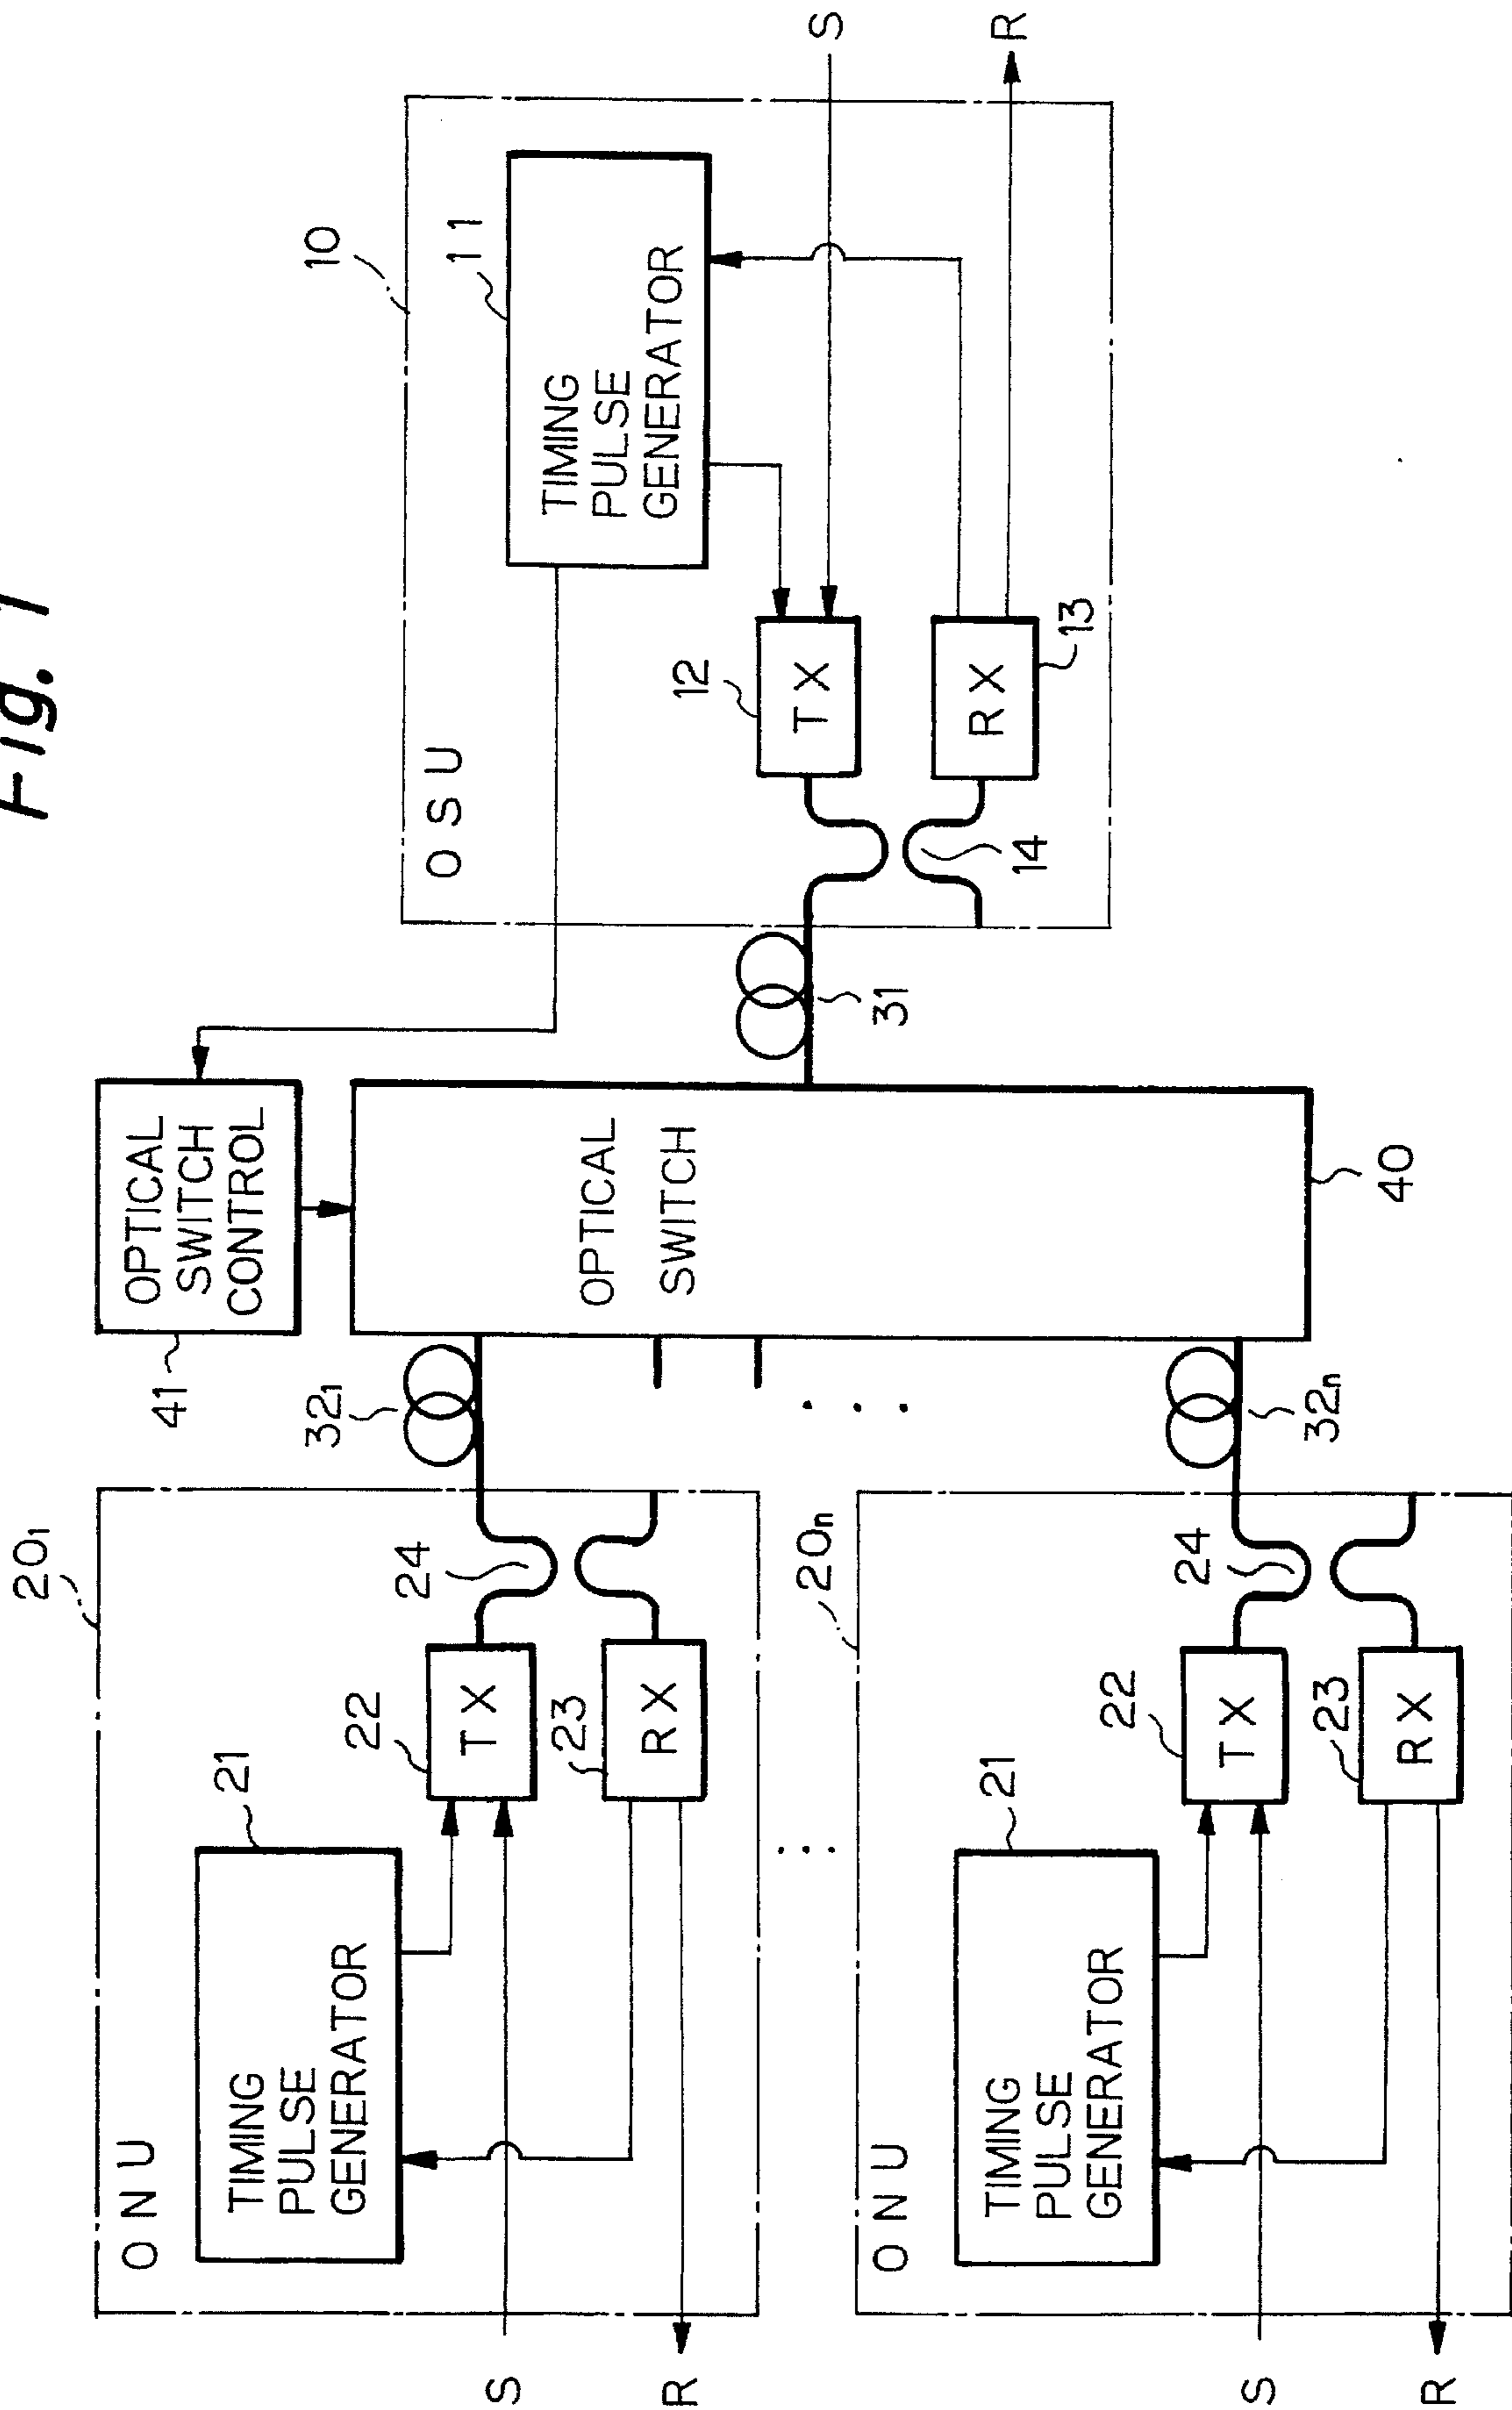 Fig. 1
20₁
ONU
TIMING
PULSE
GENERATOR
21
22
TX
23
RX
24
S
R
20ₙ
ONU
TIMING
PULSE
GENERATOR
21
22
TX
23
RX
24
S
R
32₁
32ₙ
41
OPTICAL
SWITCH
CONTROL
OPTICAL
SWITCH
40
31
10
OSU
11
TIMING
PULSE
GENERATOR
12
TX
RX
13
14
S
R